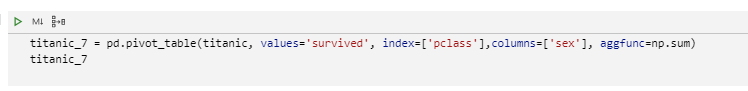 M↓
titanic_7 = pd.pivot_table(titanic, values='survived', index=['pclass'],columns=['sex'], aggfunc=np.sum)
titanic_7